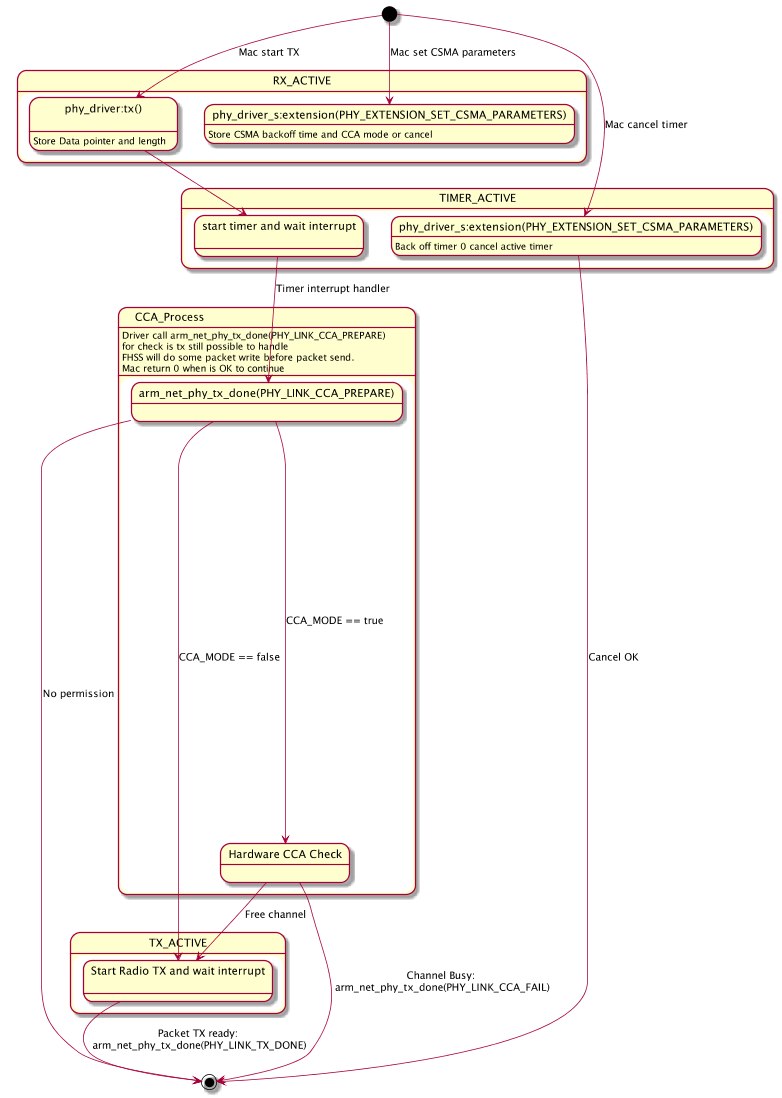 Mac start TX
Mac set CSMA parameters
RX_ACTIVE
phy_driver:tx()
Store Data pointer and length
phy_driver_s:extension(PHY_EXTENSION_SET_CSMA_PARAMETERS)
Store CSMA backoff time and CCA mode or cancel
Mac cancel timer
TIMER_ACTIVE
start timer and wait interrupt
phy_driver_s:extension(PHY_EXTENSION_SET_CSMA_PARAMETERS)
Back off timer 0 cancel active timer
Timer interrupt handler
CCA_Process
Driver call arm_net_phy_tx_done(PHY_LINK_CCA_PREPARE)
for check is tx still possible to handle
FHSS will do some packet write before packet send.
Mac return 0 when is OK to continue
arm_net_phy_tx_done(PHY_LINK_CCA_PREPARE)
CCA_MODE == true
CCA_MODE == false
Cancel OK
No permission
Hardware CCA Check
Free channel
TX_ACTIVE
Start Radio TX and wait interrupt
Channel Busy:
arm_net_phy_tx_done(PHY_LINK_CCA_FAIL)
Packet TX ready:
arm_net_phy_tx_done(PHY_LINK_TX_DONE)